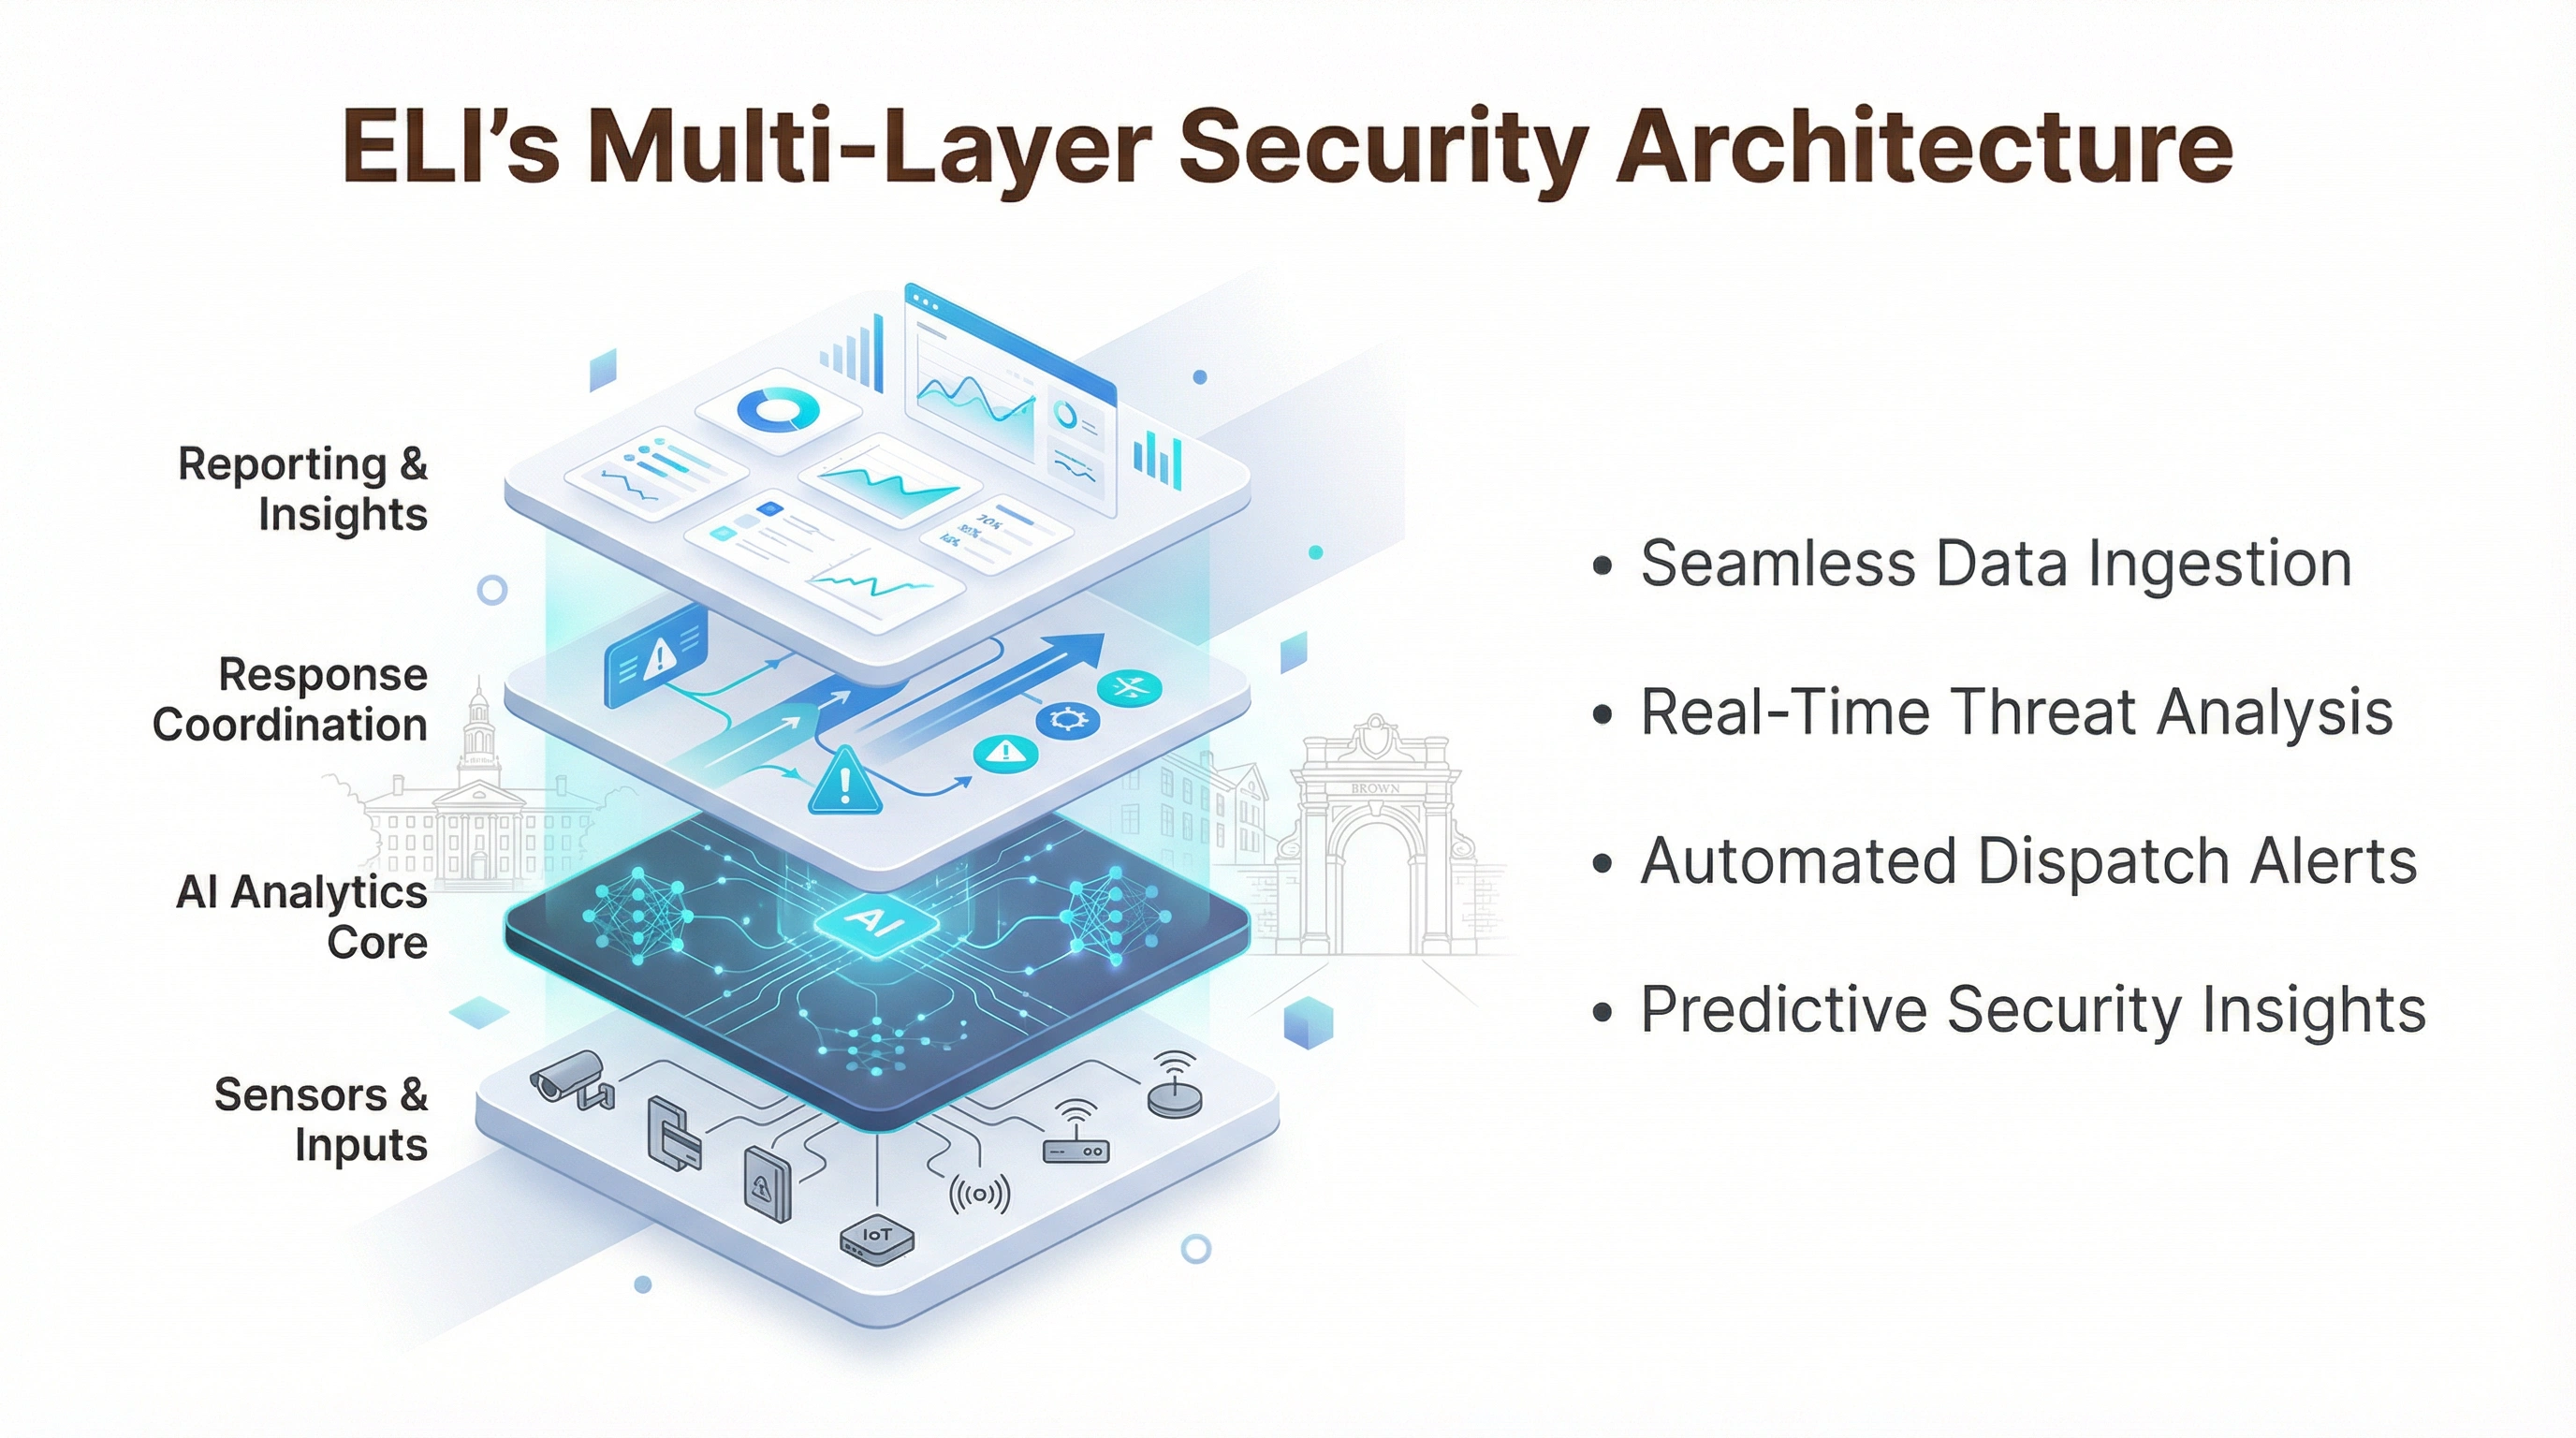 ELI’s Multi-Layer Security Architecture
Reporting &
Insights
Response
Coordination
AI Analytics
Core
Sensors &
Inputs
AI
IoT
BROWN
• Seamless Data Ingestion
• Real-Time Threat Analysis
• Automated Dispatch Alerts
• Predictive Security Insights